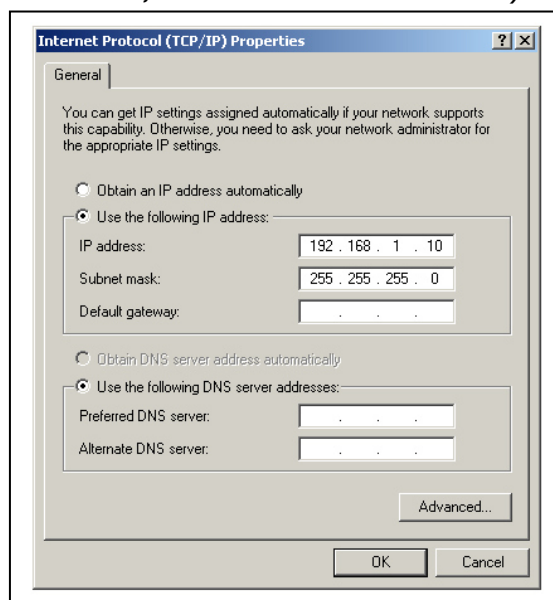 Internet Protocol (TCP/IP) Properties
General
You can get IP settings assigned automatically if your network supports
this capability. Otherwise, you need to ask your network administrator for
the appropriate IP settings.
Obtain an IP address automatically
Use the following IP address:
IP address: 192 . 168 . 1 . 10
Subnet mask: 255 . 255 . 255 . 0
Default gateway: . . .
Obtain DNS server address automatically
Use the following DNS server addresses:
Preferred DNS server: . . .
Alternate DNS server: . . .
Advanced...
OK Cancel